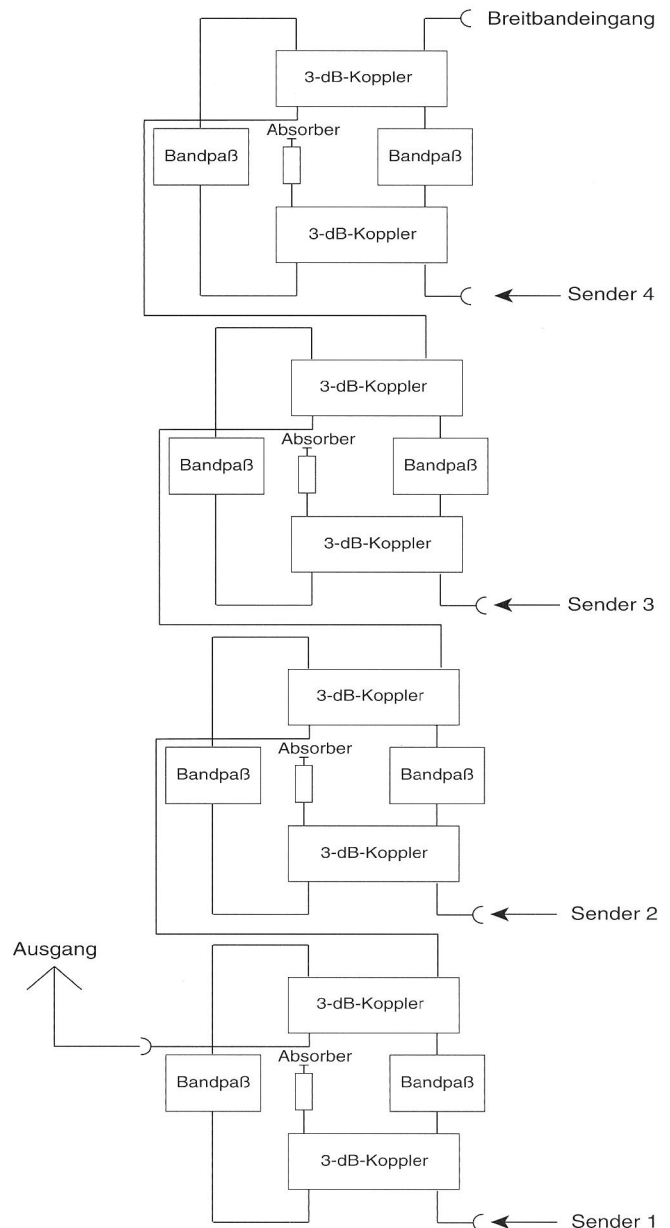 Breitbandeingang
3-dB-Koppler
Absorber
Bandpaß
Bandpaß
3-dB-Koppler
Sender 4
3-dB-Koppler
Absorber
Bandpaß
Bandpaß
3-dB-Koppler
Sender 3
3-dB-Koppler
Absorber
Bandpaß
Bandpaß
3-dB-Koppler
Sender 2
Ausgang
3-dB-Koppler
Absorber
Bandpaß
Bandpaß
3-dB-Koppler
Sender 1